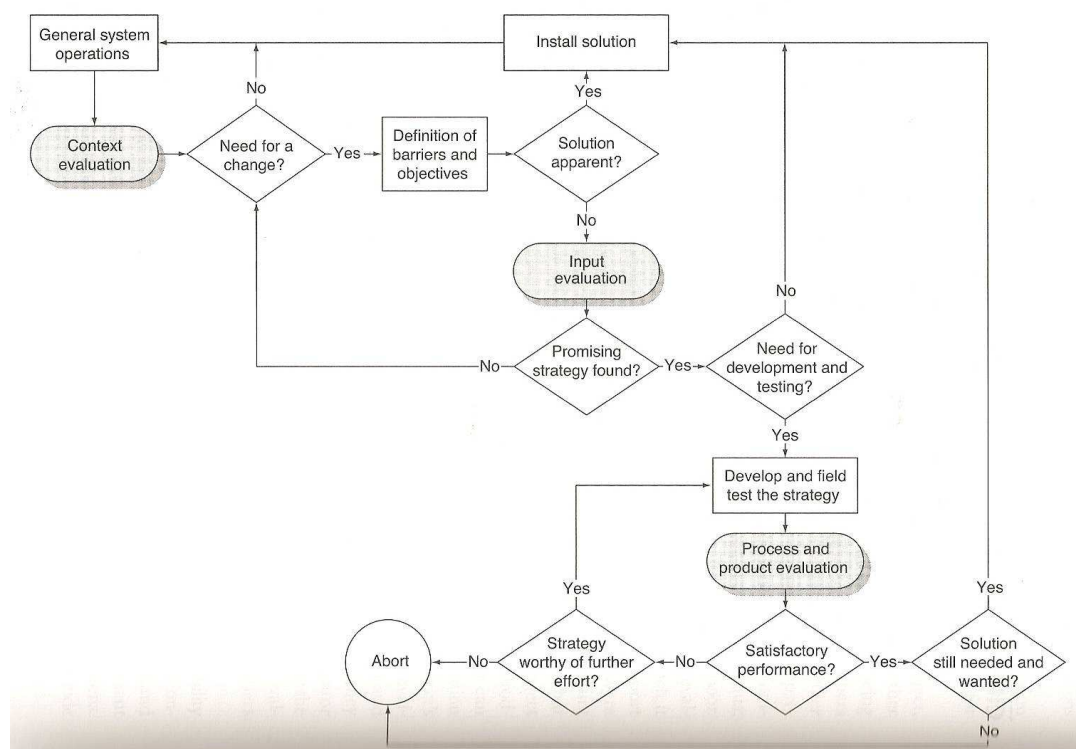 General system
operations
Install solution
No
Yes
Context
evaluation
Need for a
change?
Yes
Definition of
barriers and
objectives
Solution
apparent?
No
Input
evaluation
No
Promising
strategy found?
No
Yes
Need for
development and
testing?
Yes
Develop and field
test the strategy
Process and
product evaluation
Yes
Yes
Abort
No
Strategy
worthy of further
effort?
No
Satisfactory
performance?
Yes
Solution
still needed and
wanted?
No